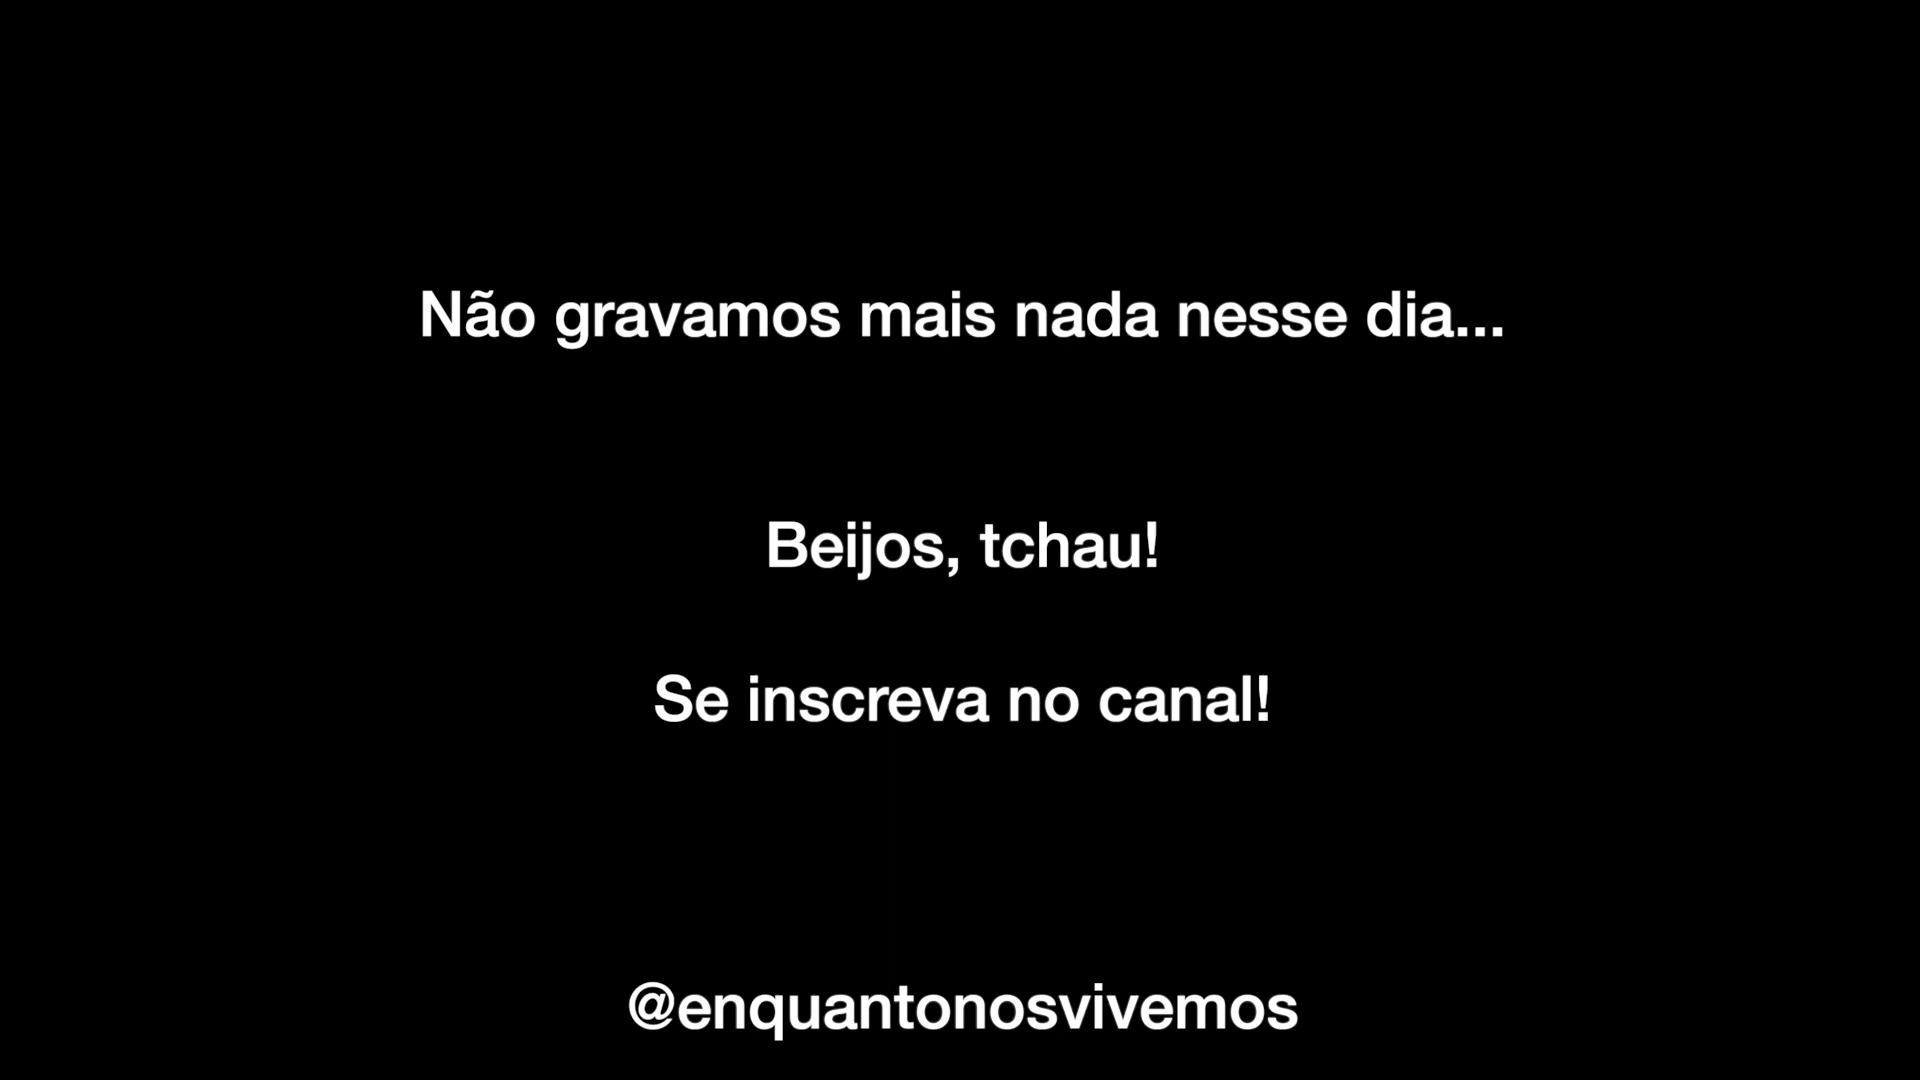 Não gravamos mais nada nesse dia...
Beijos, tchau!
Se inscreva no canal!
@enquantonosvivemos